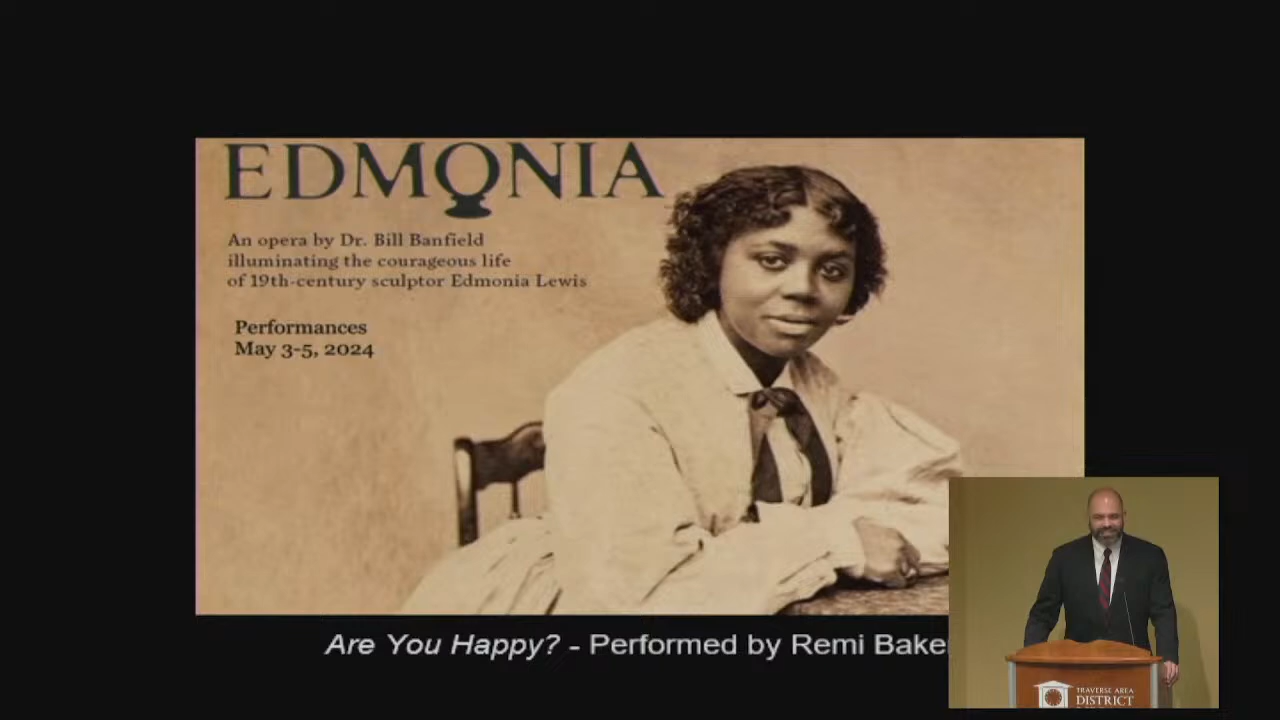 EDMONIA
An opera by Dr. Bill Banfield
illuminating the courageous life
of 19th-century sculptor Edmonia Lewis
Performances
May 3-5, 2024
Are You Happy? - Performed by Remi Bake
TRAVERSE AREA
DISTRICT